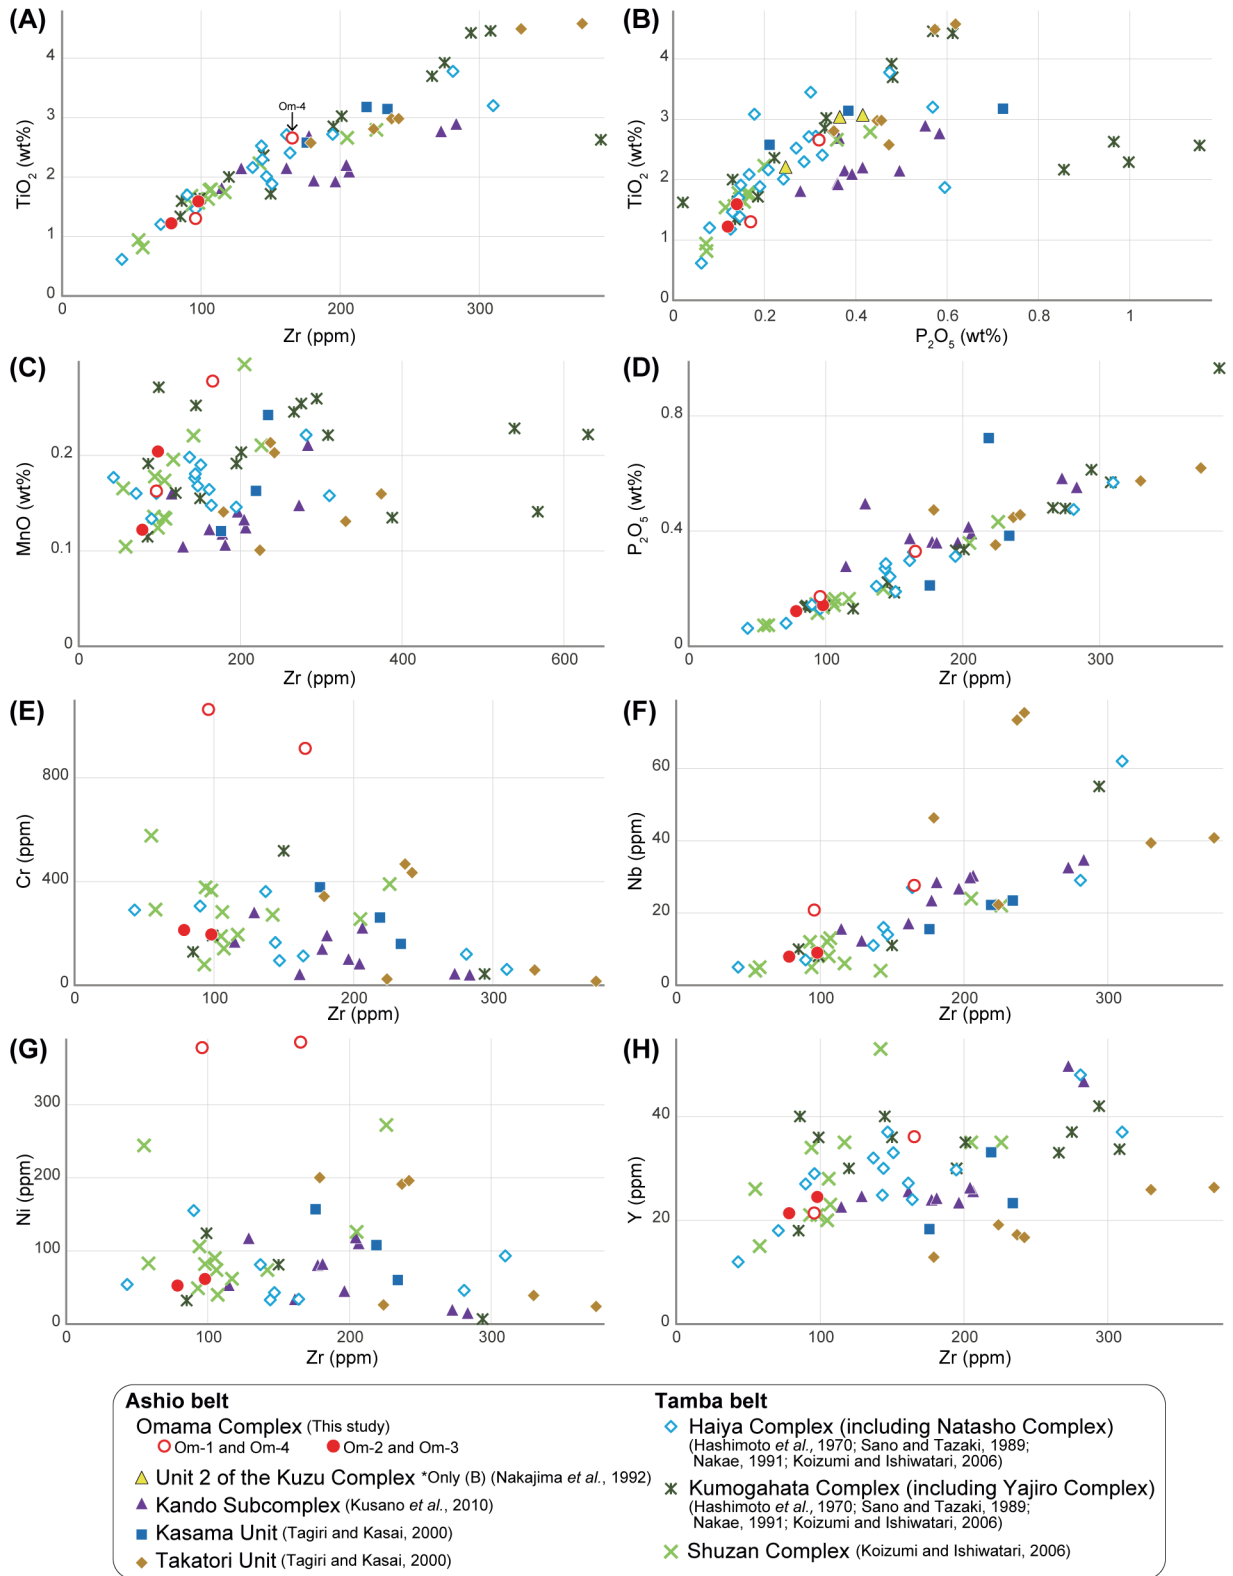 (A)
TiO2 (wt%)
4
3
2
1
0
Om-4
0
100
200
300
Zr (ppm)
(B)
TiO2 (wt%)
4
3
2
1
0
0
0.2
0.4
0.6
0.8
1
P2O5 (wt%)
(C)
MnO (wt%)
0.2
0.1
0
0
200
400
600
Zr (ppm)
(D)
P2O5 (wt%)
0.8
0.4
0
0
100
200
300
Zr (ppm)
(E)
Cr (ppm)
800
400
0
0
100
200
300
Zr (ppm)
(F)
Nb (ppm)
60
40
20
0
0
100
200
300
Zr (ppm)
(G)
Ni (ppm)
300
200
100
0
0
100
200
300
Zr (ppm)
(H)
Y (ppm)
40
20
0
0
100
200
300
Zr (ppm)
Ashio belt
Omama Complex (This study)
Om-1 and Om-4 Om-2 and Om-3
Unit 2 of the Kuzu Complex *Only (B) (Nakajima et al., 1992)
Kando Subcomplex (Kusano et al., 2010)
Kasama Unit (Tagiri and Kasai, 2000)
Takatori Unit (Tagiri and Kasai, 2000)
Tamba belt
Haiya Complex (including Natasho Complex)
(Hashimoto et al., 1970; Sano and Tazaki, 1989;
Nakae, 1991; Koizumi and Ishiwatari, 2006)
Kumogahata Complex (including Yajiro Complex)
(Hashimoto et al., 1970; Sano and Tazaki, 1989;
Nakae, 1991; Koizumi and Ishiwatari, 2006)
Shuzan Complex (Koizumi and Ishiwatari, 2006)